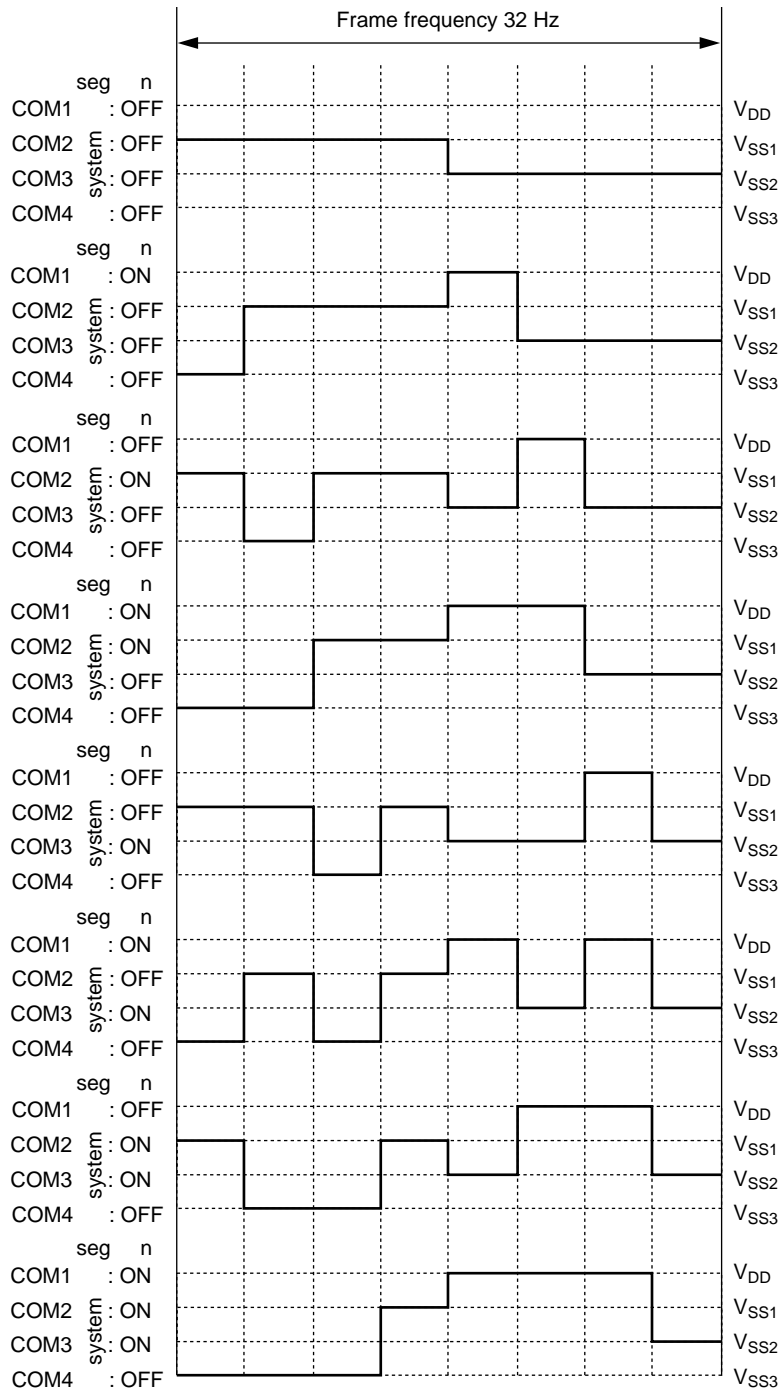 Frame frequency 32 Hz
seg n
COM1 : OFF VDD
COM2 : OFF VSS1
COM3 : OFF VSS2
COM4 : OFF VSS3
system
seg n
COM1 : ON VDD
COM2 : OFF VSS1
COM3 : OFF VSS2
COM4 : OFF VSS3
system
seg n
COM1 : OFF VDD
COM2 : ON VSS1
COM3 : OFF VSS2
COM4 : OFF VSS3
system
seg n
COM1 : ON VDD
COM2 : ON VSS1
COM3 : OFF VSS2
COM4 : OFF VSS3
system
seg n
COM1 : OFF VDD
COM2 : OFF VSS1
COM3 : ON VSS2
COM4 : OFF VSS3
system
seg n
COM1 : ON VDD
COM2 : OFF VSS1
COM3 : ON VSS2
COM4 : OFF VSS3
system
seg n
COM1 : OFF VDD
COM2 : ON VSS1
COM3 : ON VSS2
COM4 : OFF VSS3
system
seg n
COM1 : ON VDD
COM2 : ON VSS1
COM3 : ON VSS2
COM4 : OFF VSS3
system